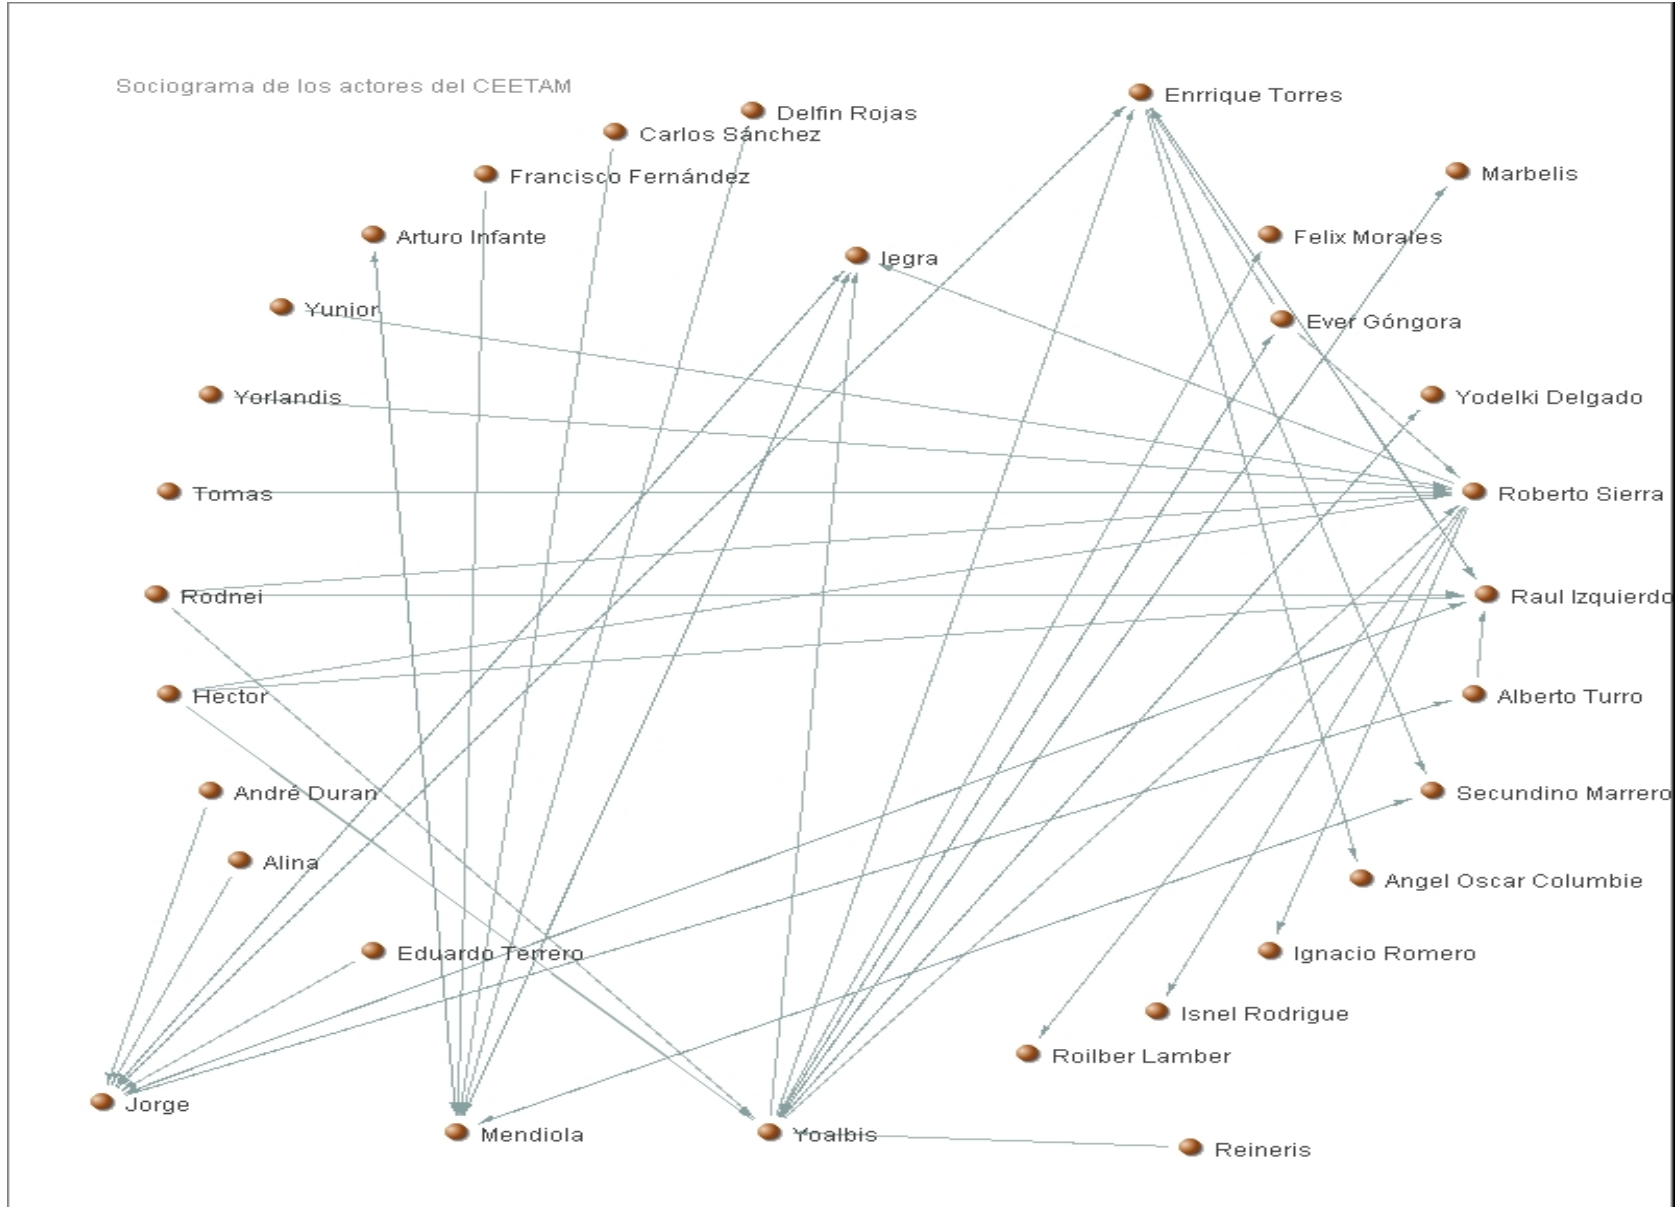 Sociograma de los actores del CEETAM
Enrrique Torres
Delfin Rojas
Carlos Sánchez
Marbelis
Francisco Fernández
Arturo Infante
Felix Morales
legra
Yunior
Ever Góngora
Yorlandis
Yodelki Delgado
Tomas
Roberto Sierra
Rodnei
Raul Izquierdo
Hector
Alberto Turro
André Duran
Secundino Marrero
Alina
Angel Oscar Columbie
Eduardo Terrero
Ignacio Romero
Isnel Rodrigue
Roilber Lamber
Jorge
Mendiola
Yoalbis
Reineris